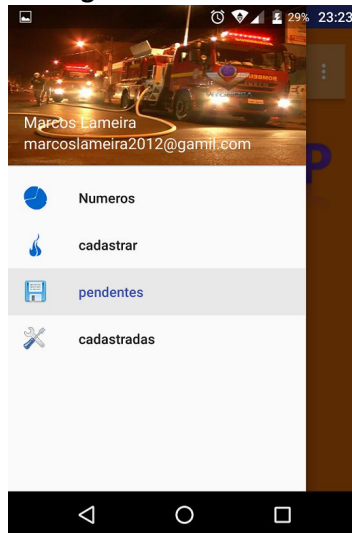 29% 23:23
Marcos Lameira
marcoslameira2012@gamil.com
P
Numeros
cadastrar
pendentes
cadastradas